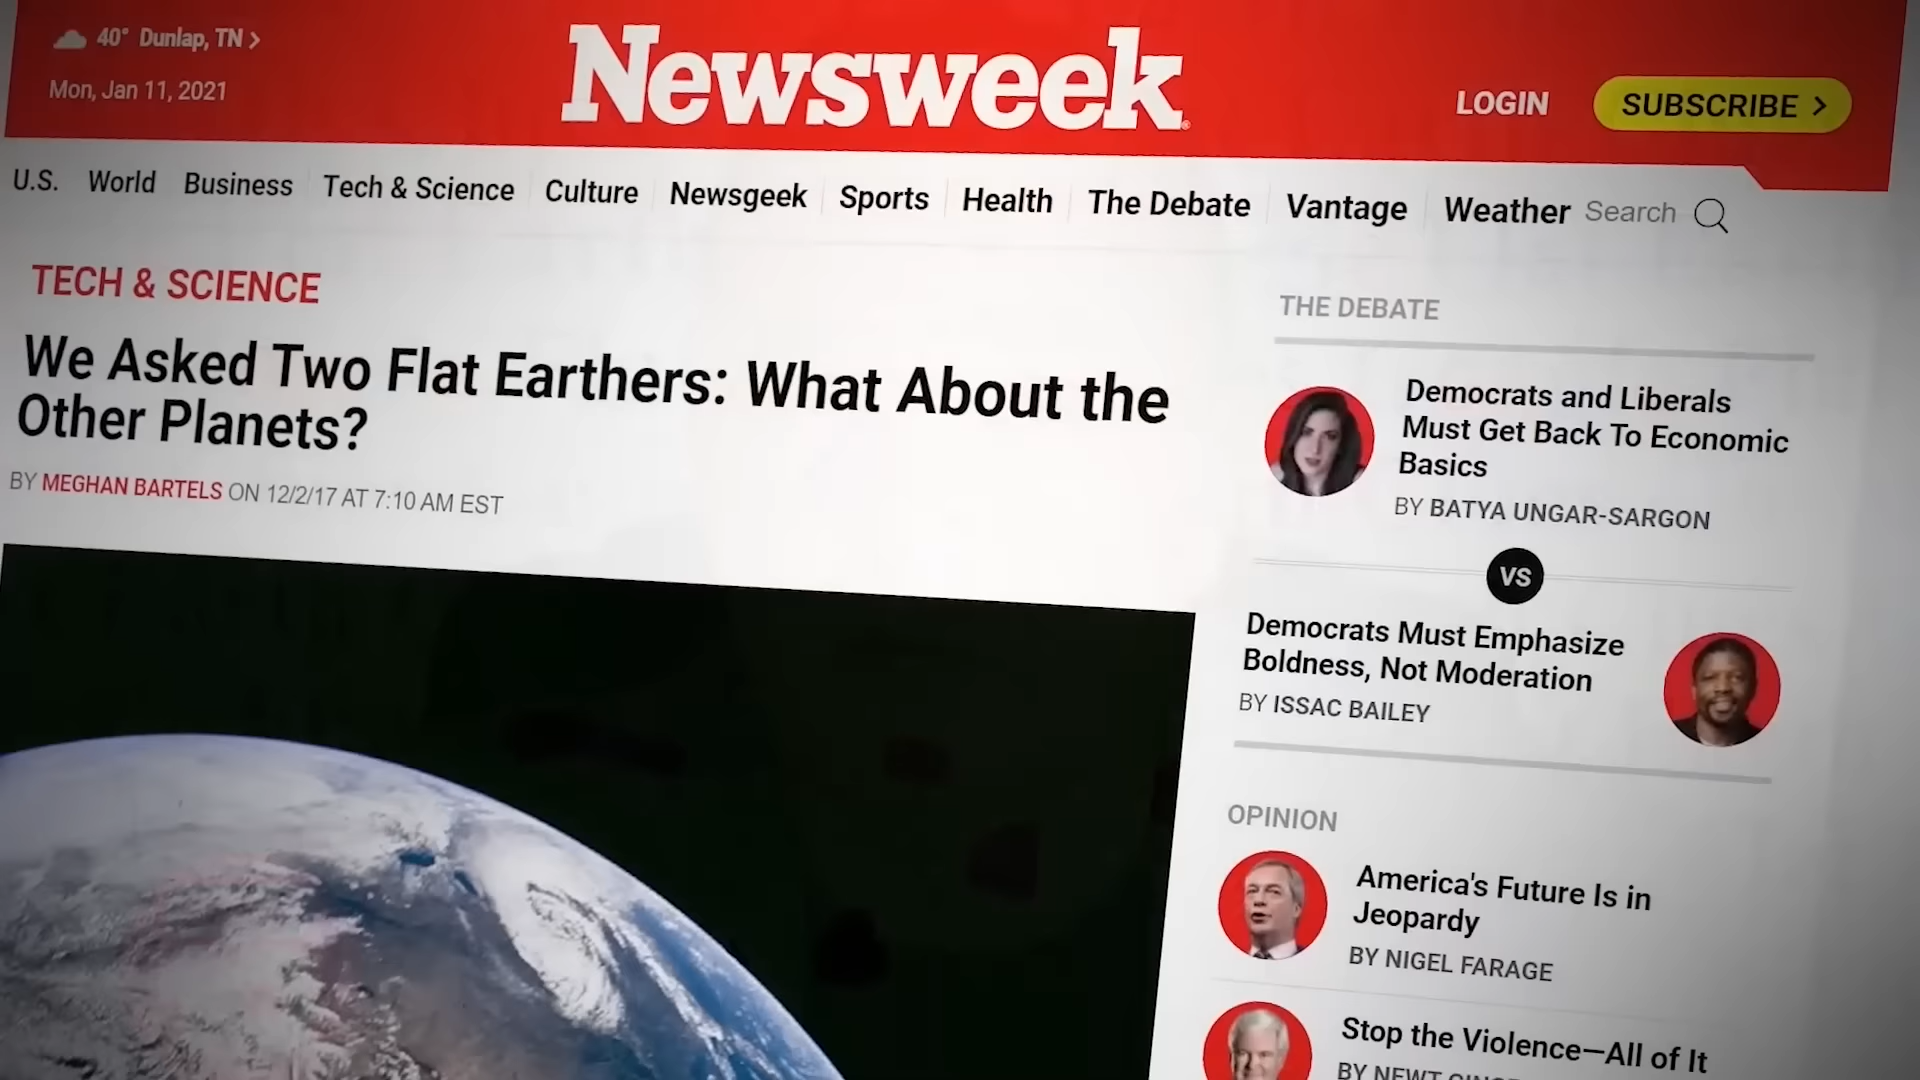 40° Dunlap, TN >
Mon, Jan 11, 2021
Newsweek
LOGIN
SUBSCRIBE >
U.S. World Business Tech & Science Culture Newsgeek Sports Health The Debate Vantage Weather Search
TECH & SCIENCE
We Asked Two Flat Earthers: What About the
Other Planets?
BY MEGHAN BARTELS ON 12/2/17 AT 7:10 AM EST
THE DEBATE
Democrats and Liberals
Must Get Back To Economic
Basics
BY BATYA UNGAR-SARGON
VS
Democrats Must Emphasize
Boldness, Not Moderation
BY ISSAC BAILEY
OPINION
America's Future Is in
Jeopardy
BY NIGEL FARAGE
Stop the Violence—All of It
BY NEWT